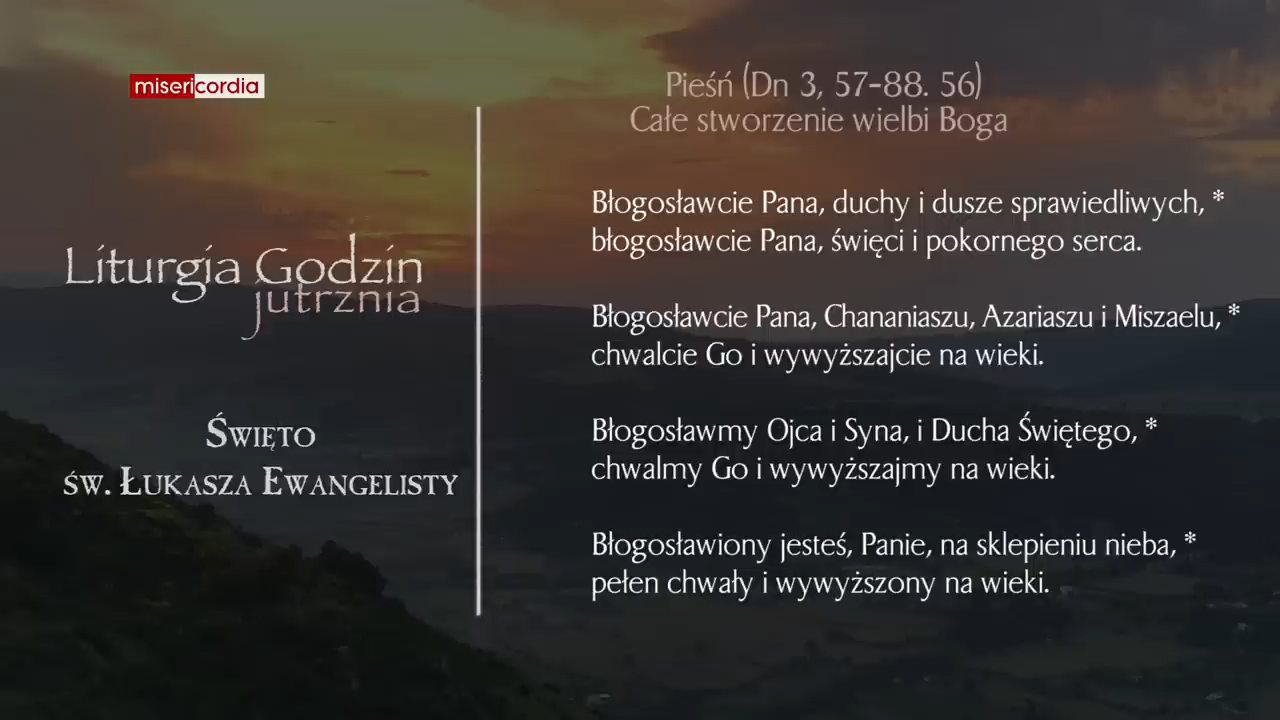 misericordia
Liturgia Godzin
jutrznia
Święto
św. Łukasza Ewangelisty
Pieśń (Dn 3, 57-88. 56)
Całe stworzenie wielbi Boga
Błogosławcie Pana, duchy i dusze sprawiedliwych, *
błogosławcie Pana, święci i pokornego serca.
Błogosławcie Pana, Chananiaszu, Azariaszu i Miszaelu, *
chwalcie Go i wywyższajcie na wieki.
Błogosławmy Ojca i Syna, i Ducha Świętego, *
chwalmy Go i wywyższajmy na wieki.
Błogosławiony jesteś, Panie, na sklepieniu nieba, *
pełen chwały i wywyższony na wieki.